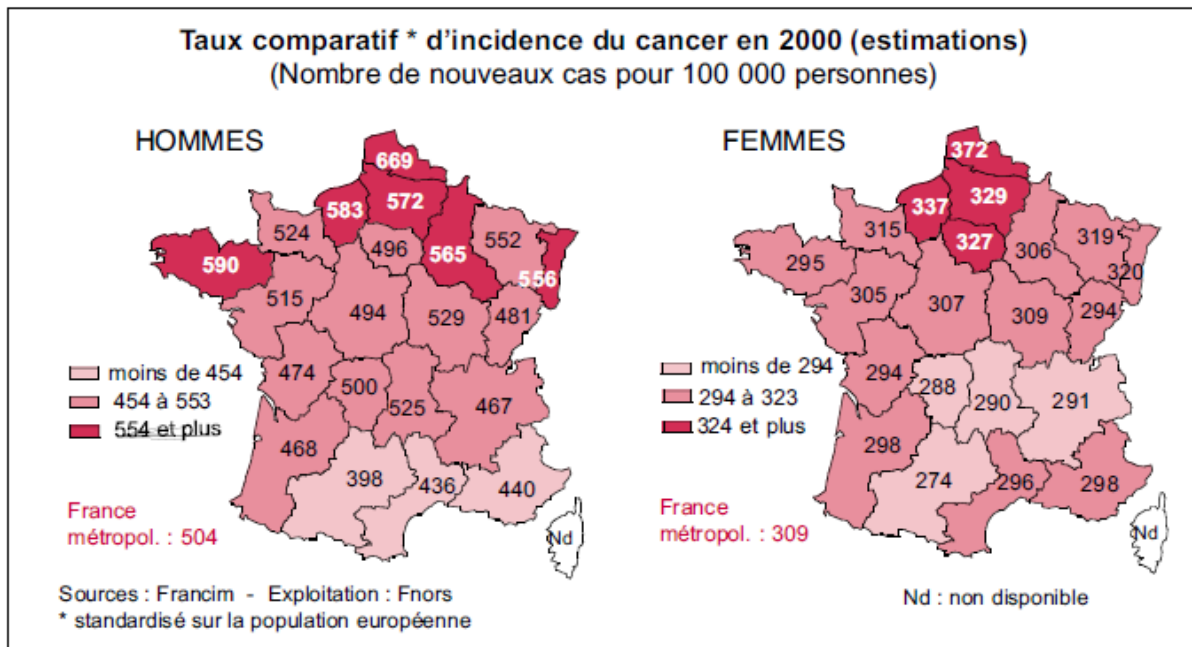 Taux comparatif * d'incidence du cancer en 2000 (estimations)
(Nombre de nouveaux cas pour 100 000 personnes)
HOMMES
669
572
583
524
496
565
552
556
590
515
494
529
481
474
500
525
467
468
398
436
440
Nd
moins de 454
454 à 553
554 et plus
France
métropol. : 504
FEMMES
372
329
337
315
327
306
319
320
295
305
307
309
294
294
288
290
291
298
274
296
298
Nd
moins de 294
294 à 323
324 et plus
France
métropol. : 309
Sources : Francim - Exploitation : Fnors
* standardisé sur la population européenne
Nd : non disponible